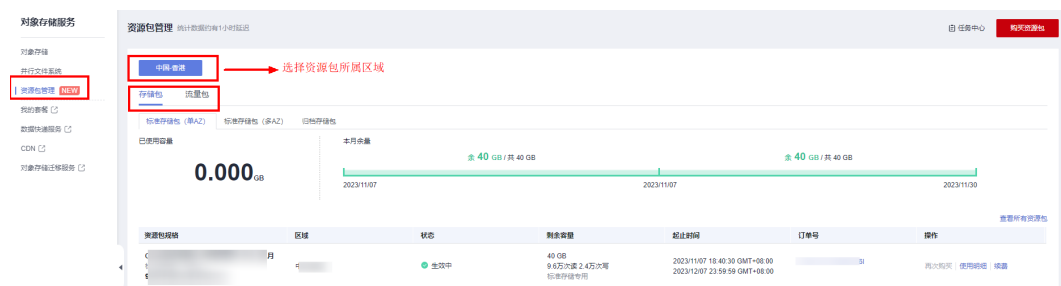 对象存储服务
对象存储
并行文件系统
资源包管理 NEW
我的套餐
数据快递服务
CDN
对象存储迁移服务
资源包管理 统计数据约有1小时延迟
任务中心
购买资源包
中国-香港
选择资源包所属区域
存储包 流量包
标准存储包（单AZ） 标准存储包（多AZ） 归档存储包
已使用容量
0.000GB
本月余量
余 40 GB / 共 40 GB
余 40 GB / 共 40 GB
2023/11/07
2023/11/07
2023/11/30
查看所有资源包
资源包规格 区域 状态 剩余容量 起止时间 订单号 操作
月
生效中
40 GB
9.6万次读 2.4万次写
标准存储专用
2023/11/07 18:40:30 GMT+08:00
2023/12/07 23:59:59 GMT+08:00
再次购买 使用明细 续费